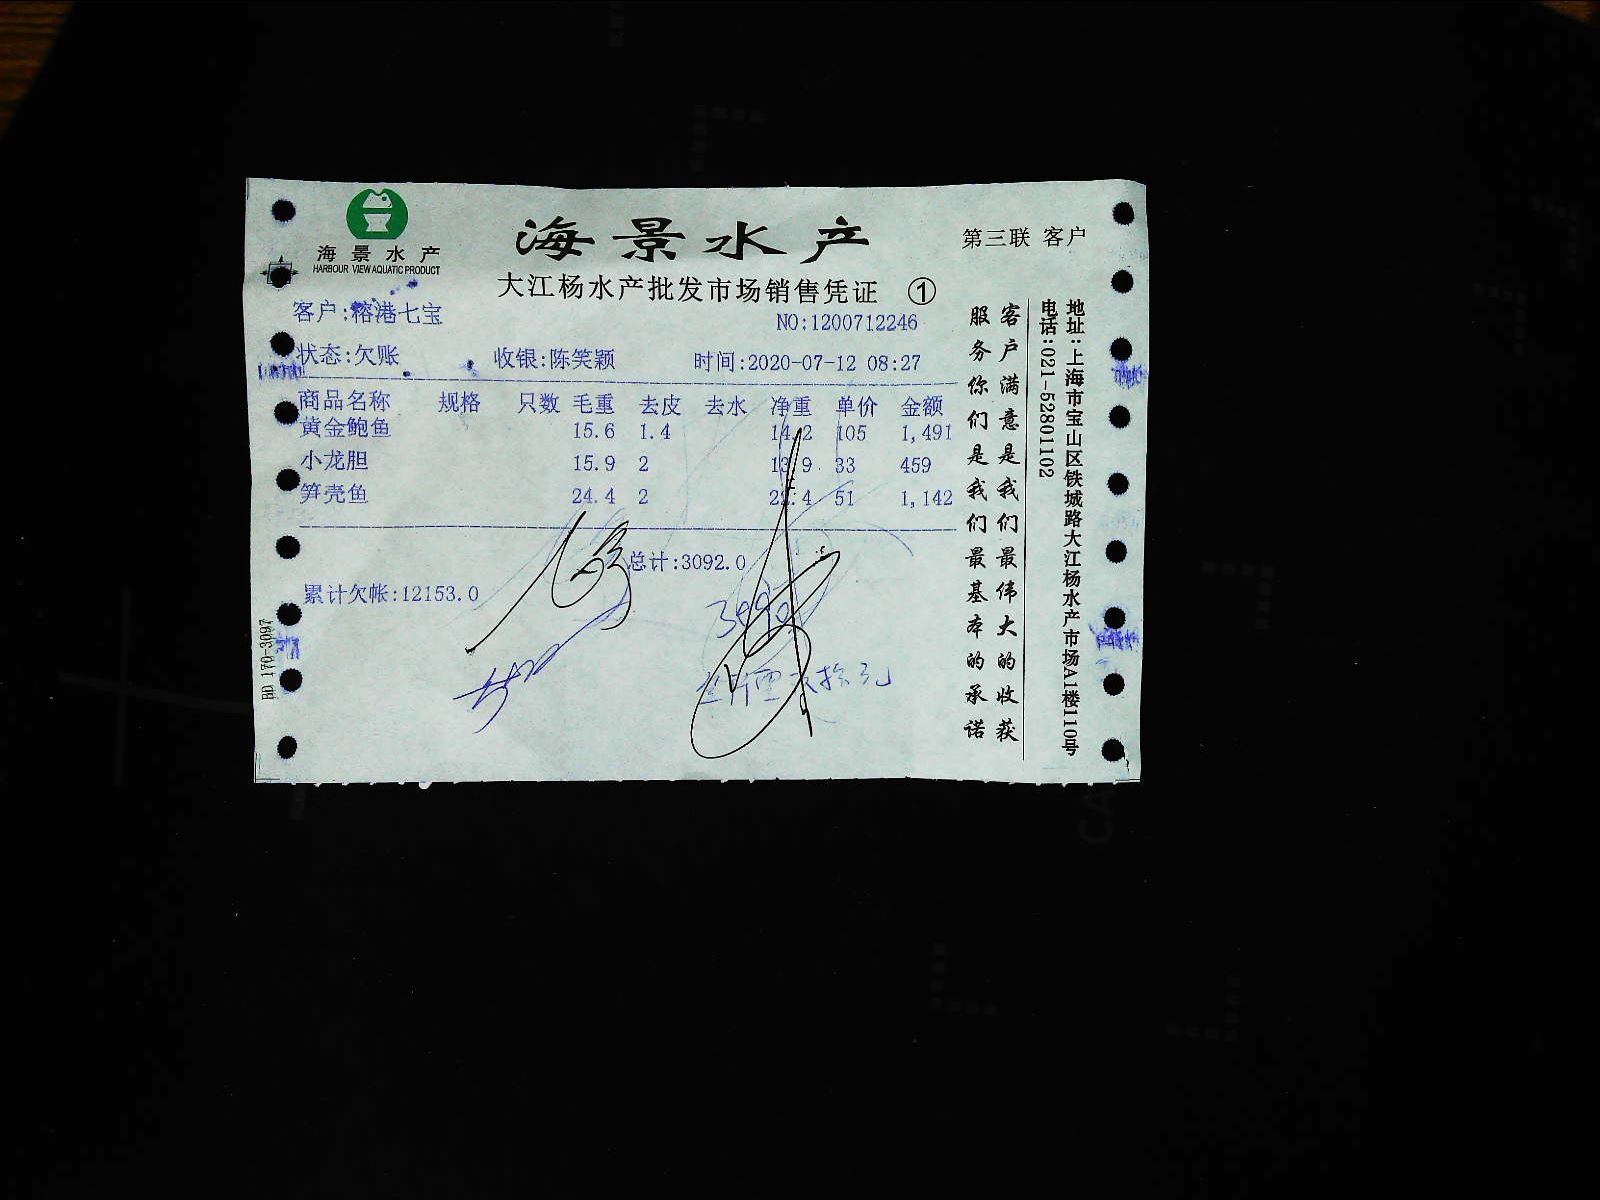 海景水产
HARBOUR VIEW AQUATIC PRODUCT
海景水产
第三联 客户
大江杨水产批发市场销售凭证 ①
客户:榕港七宝
NO:1200712246
状态:欠账 收银:陈笑颖 时间:2020-07-12 08:27
商品名称 规格 只数 毛重 去皮 去水 净重 单价 金额
黄金鲍鱼 15.6 1.4 14.2 105 1,491
小龙胆 15.9 2 13.9 33 459
笋壳鱼 24.4 2 22.4 51 1,142
总计:3092.0
累计欠帐:12153.0
BD 170-3097
客户满意是我们最伟大的收获
服务你们是我们最基本的承诺
地址:上海市宝山区铁城路大江杨水产市场A1楼110号
电话:021-52801102